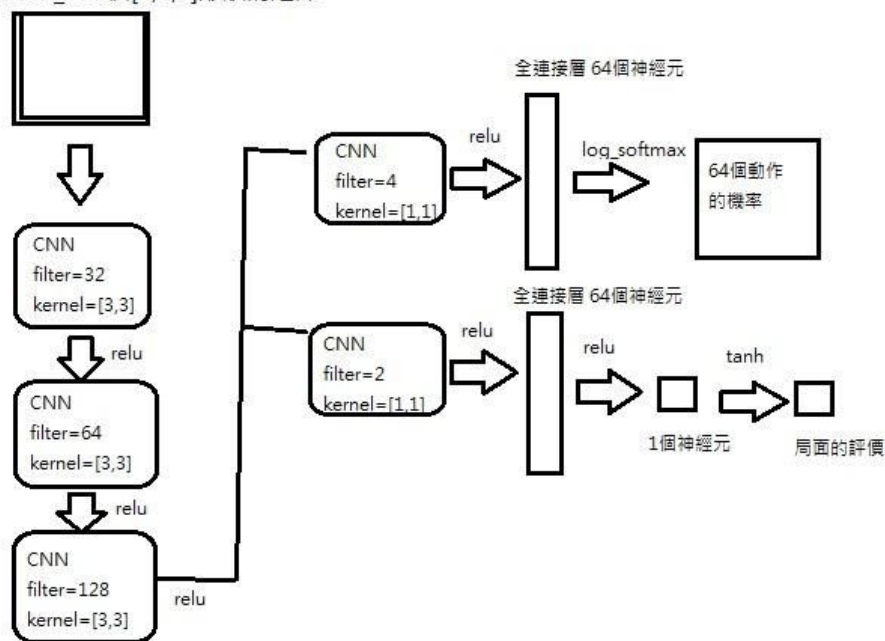 CNN
filter=32
kernel=[3,3]
relu
CNN
filter=64
kernel=[3,3]
relu
CNN
filter=128
kernel=[3,3]
relu
CNN
filter=4
kernel=[1,1]
relu
全連接層 64個神經元
log_softmax
64個動作
的機率
CNN
filter=2
kernel=[1,1]
relu
全連接層 64個神經元
relu
1個神經元
tanh
局面的評價